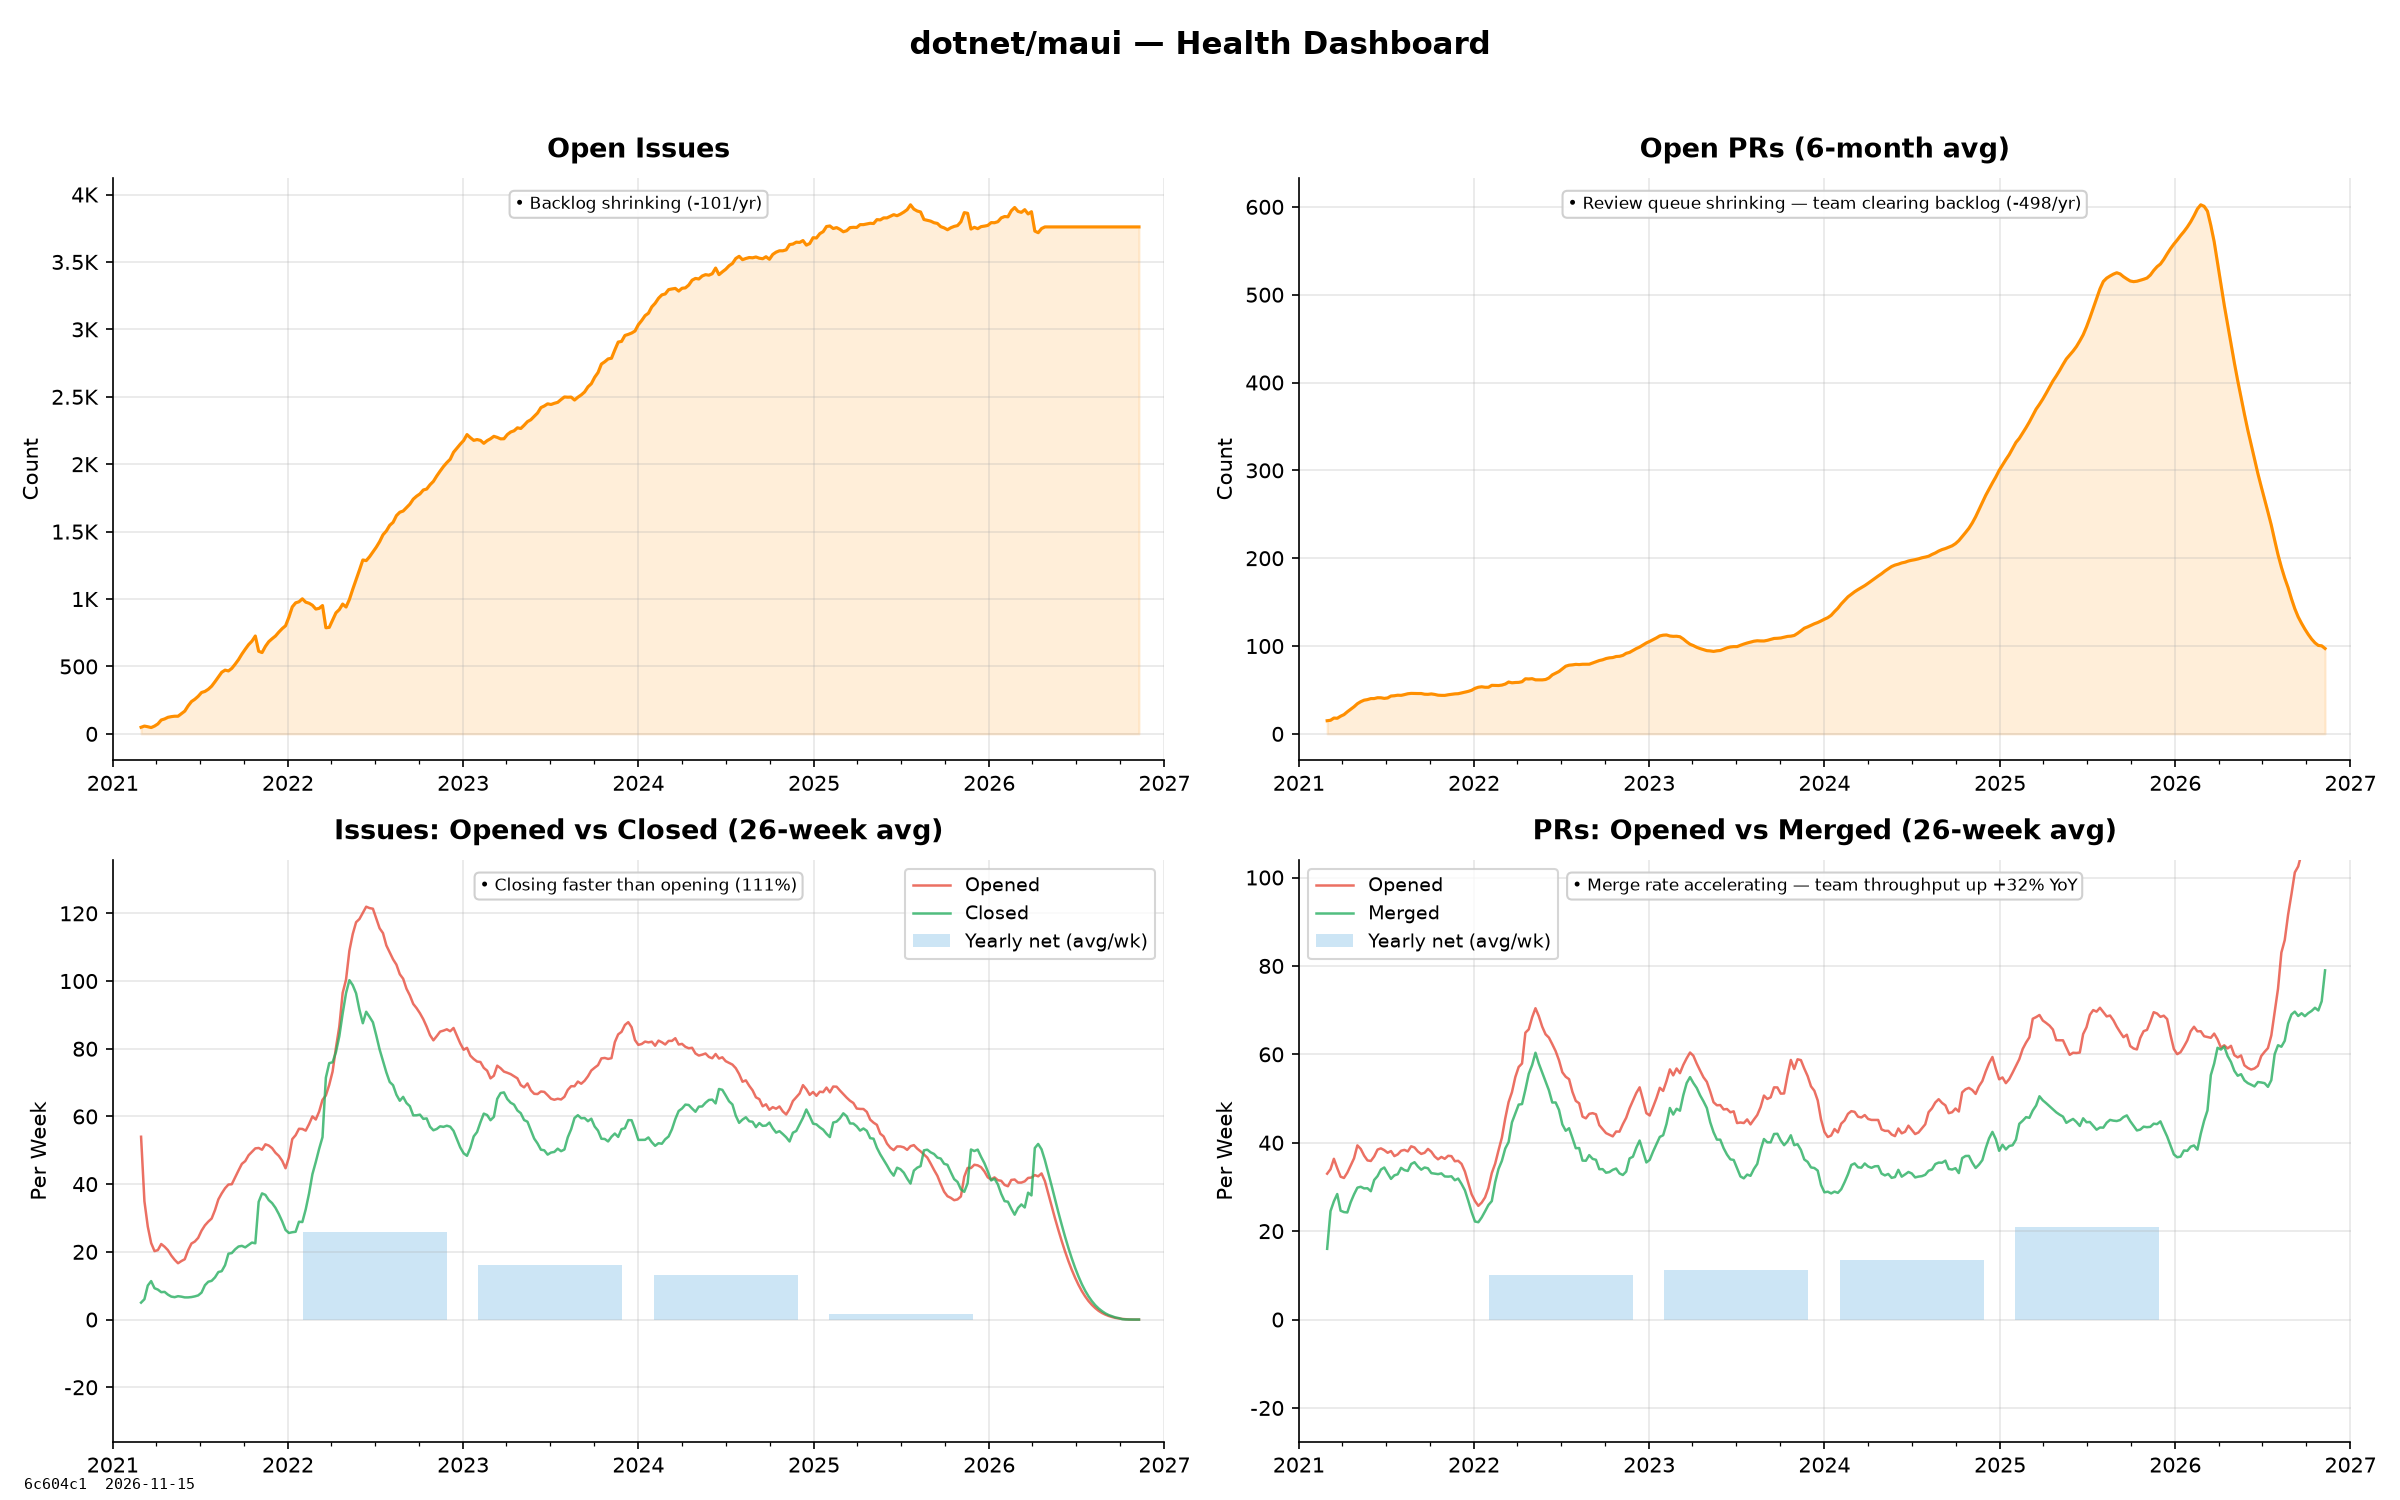 dotnet/maui — Health Dashboard
Open Issues
• Backlog shrinking (-101/yr)
Count
4K
3.5K
3K
2.5K
2K
1.5K
1K
500
0
2021 2022 2023 2024 2025 2026 2027
Open PRs (6-month avg)
• Review queue shrinking — team clearing backlog (-498/yr)
Count
600
500
400
300
200
100
0
2021 2022 2023 2024 2025 2026 2027
Issues: Opened vs Closed (26-week avg)
• Closing faster than opening (111%)
Opened
Closed
Yearly net (avg/wk)
Per Week
120
100
80
60
40
20
0
-20
2021 2022 2023 2024 2025 2026 2027
PRs: Opened vs Merged (26-week avg)
Opened
Merged
Yearly net (avg/wk)
• Merge rate accelerating — team throughput up +32% YoY
Per Week
100
80
60
40
20
0
-20
2021 2022 2023 2024 2025 2026 2027
6c604c1 2026-11-15